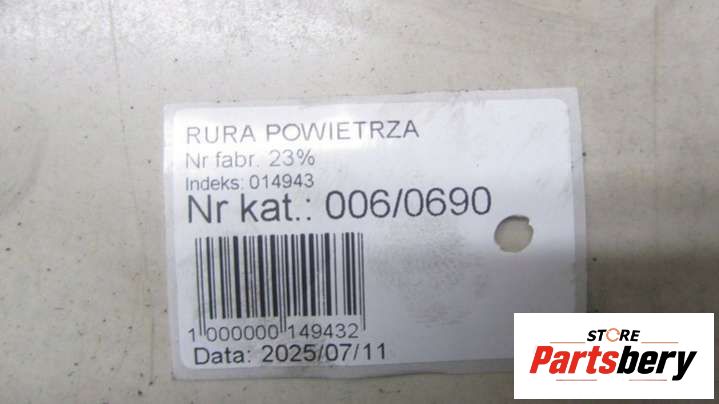 RURA POWIETRZA
Nr fabr. 23%
Indeks: 014943
Nr kat.: 006/0690
1 000000 149432
Data: 2025/07/11
STORE
Partsbery